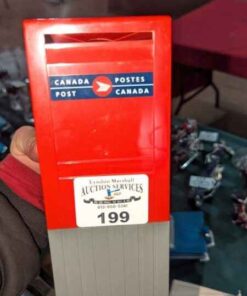 CANADA POSTES
POST CANADA
Lyndon Marshall
AUCTION SERVICES
199